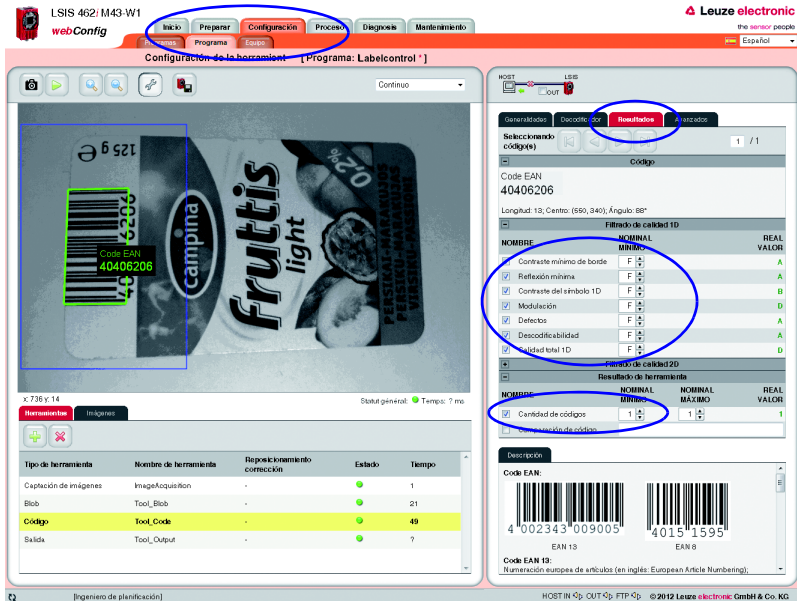 LSIS 462i M43-W1
webConfig
Inicio Preparar Configuración Proceso Diagnosis Mantenimiento
Leuze electronic
the sensor people
Programas Programa Equipo
Español
Configuración de la herramient [ Programa: Labelcontrol * ]
Continuo
HOST LSIS
OUT
Generalidades Decodificador Resultados Avanzados
Seleccionando
código(s)
1 / 1
Código
Code EAN
40406206
Longitud: 13; Centro: (550, 340); Ángulo: 88°
Filtrado de calidad 1D
NOMBRE NOMINAL MÍNIMO REAL VALOR
Contraste mínimo de borde F A
Reflexión mínima F A
Contraste del símbolo 1D F B
Modulación F D
Defectos F A
Descodificabilidad F A
Calidad total 1D F D
Filtrado de calidad 2D
Resultado de herramienta
NOMBRE NOMINAL MÍNIMO NOMINAL MÁXIMO REAL VALOR
Cantidad de códigos 1 1 1
Comparación de código
125 g e
0,2%
campina
fruttis
light
Code EAN
40406206
x: 736 y: 14
Statut général: Temps: ? ms
Herramientas Imágenes
Tipo de herramienta Nombre de herramienta Reposicionamiento corrección Estado Tiempo
Captación de imágenes ImageAcquisition - 1
Blob Tool_Blob - 21
Código Tool_Code - 49
Salida Tool_Output - ?
Descripción
Code EAN:
4 002343 009005
4015 1595
EAN 13
EAN 8
Code EAN 13:
Numeración europea de artículos (en inglés: European Article Numbering);
[Ingeniero de planificación]
HOST IN OUT FTP © 2012 Leuze electronic GmbH & Co. KG